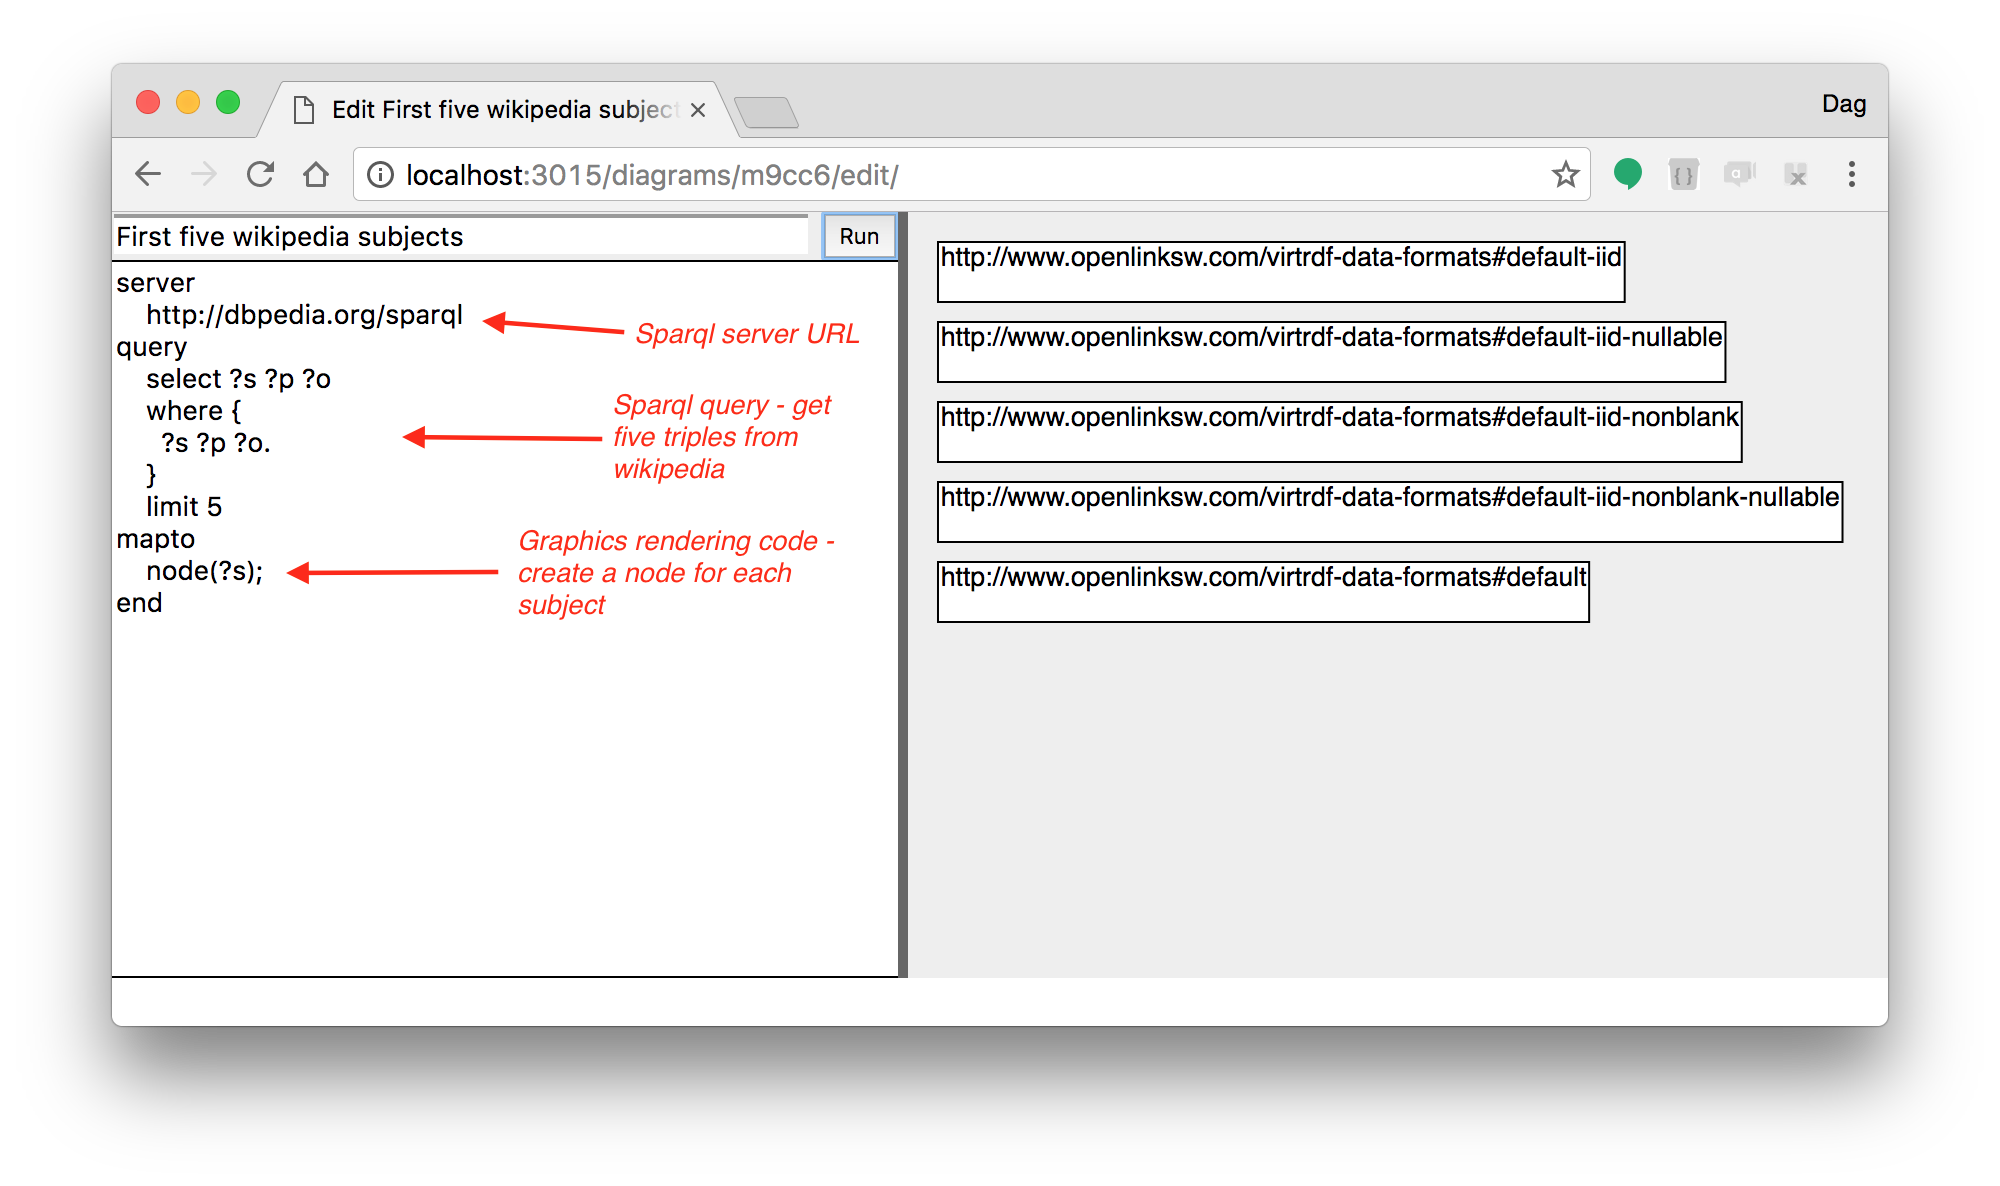 Edit First five wikipedia subject
Dag
localhost:3015/diagrams/m9cc6/edit/
{ }
a
x
First five wikipedia subjects
Run
server
http://dbpedia.org/sparql
query
select ?s ?p ?o
where {
?s ?p ?o.
}
limit 5
mapto
node(?s);
end
Sparql server URL
Sparql query - get
five triples from
wikipedia
Graphics rendering code -
create a node for each
subject
http://www.openlinksw.com/virtrdf-data-formats#default-iid
http://www.openlinksw.com/virtrdf-data-formats#default-iid-nullable
http://www.openlinksw.com/virtrdf-data-formats#default-iid-nonblank
http://www.openlinksw.com/virtrdf-data-formats#default-iid-nonblank-nullable
http://www.openlinksw.com/virtrdf-data-formats#default